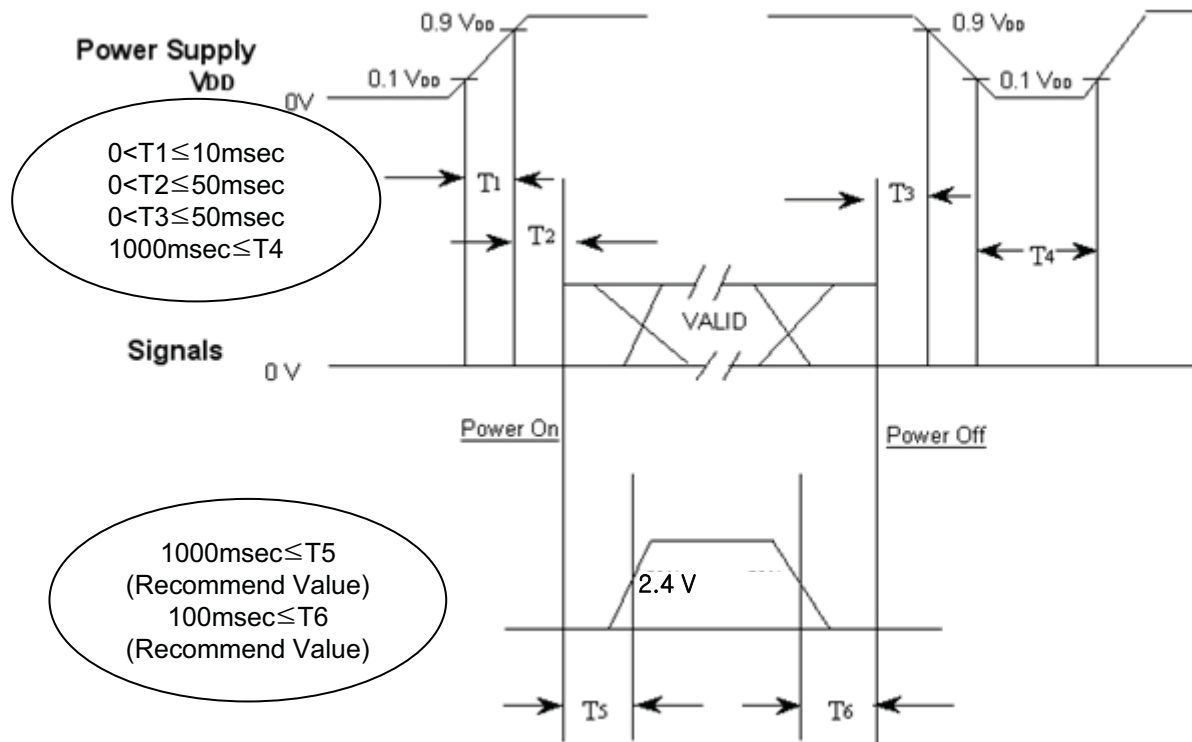 0.9 VDD
0.9 VDD
Power Supply
VDD
0.1 VDD
0.1 VDD
0V
0<T1≦10msec
0<T2≦50msec
0<T3≦50msec
1000msec≦T4
T1
T3
T2
T4
VALID
Signals
0 V
Power On
Power Off
1000msec≦T5
(Recommend Value)
100msec≦T6
(Recommend Value)
2.4 V
T5
T6